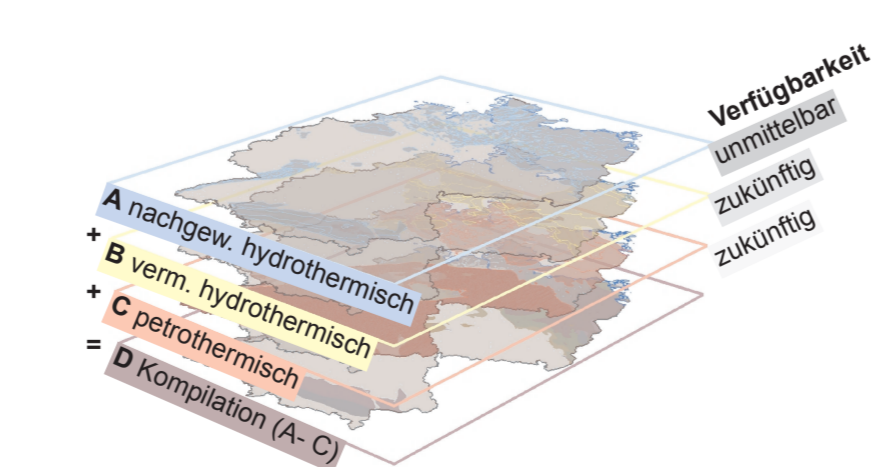 Verfügbarkeit
unmittelbar
zukünftig
zukünftig
A nachgew. hydrothermisch
+
B verm. hydrothermisch
+
C petrothermisch
=
D Kompilation (A- C)